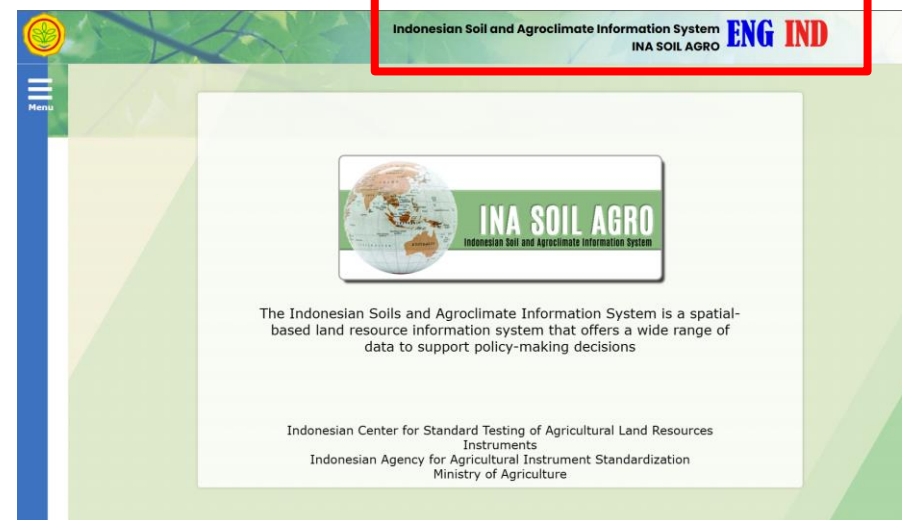 Indonesian Soil and Agroclimate Information System
INA SOIL AGRO
ENG IND
Menu
INA SOIL AGRO
Indonesian Soil and Agroclimate Information System
The Indonesian Soils and Agroclimate Information System is a spatial-
based land resource information system that offers a wide range of
data to support policy-making decisions
Indonesian Center for Standard Testing of Agricultural Land Resources
Instruments
Indonesian Agency for Agricultural Instrument Standardization
Ministry of Agriculture